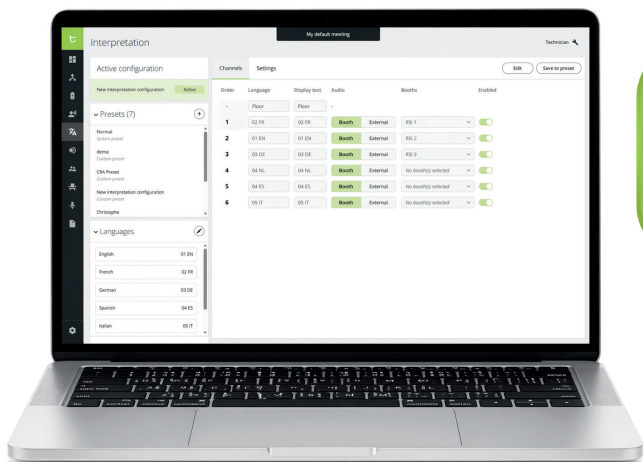 My default meeting
Interpretation
Technician
Active configuration
Channels Settings
Edit Save to preset
New interpretation configuration Active
Order Language Display text Audio Booths Enabled
Presets (7)
- Floor Floor -
Normal
System preset
1 02 FR 02 FR Booth External RSI 1
demo
Custom preset
2 01 EN 01 EN Booth External RSI 2
CRA Preset
Custom preset
3 03 DE 03 DE Booth External RSI 3
New interpretation configuration
Custom preset
4 04 NL 04 NL Booth External No booth(s) selected
Christophe
5 04 ES 04 ES Booth External No booth(s) selected
6 05 IT 05 IT Booth External No booth(s) selected
Languages
English 01 EN
French 02 FR
German 03 DE
Spanish 04 ES
Italian 05 IT
control option command
command option